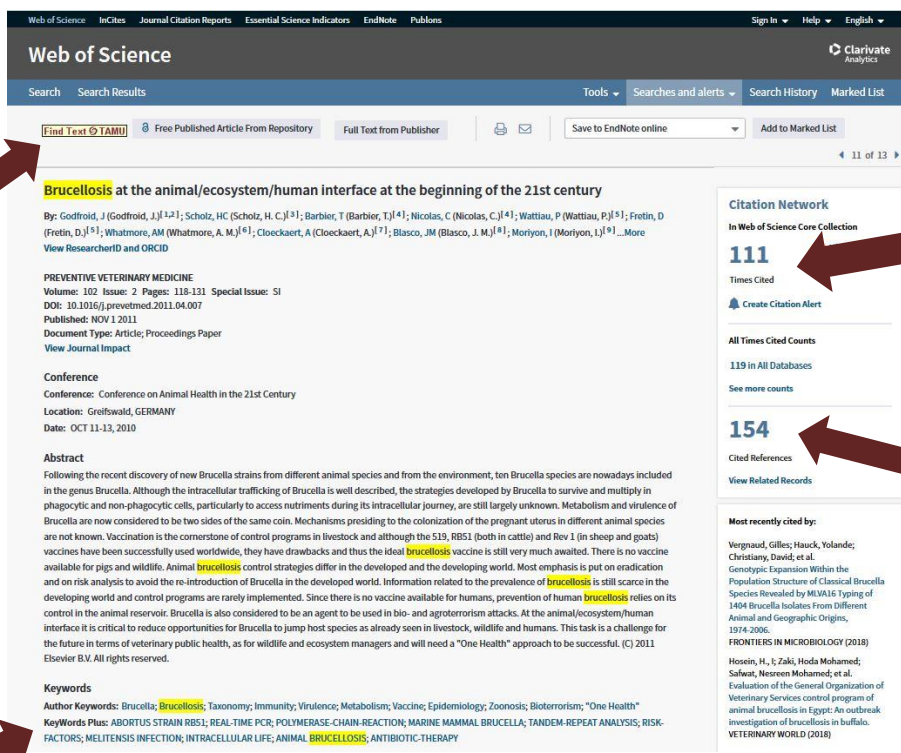 Web of Science InCites Journal Citation Reports Essential Science Indicators EndNote Publons Sign In Help English
Web of Science
Clarivate
Analytics
Search Search Results Tools Searches and alerts Search History Marked List
Find Text @ TAMU Free Published Article From Repository Full Text from Publisher Save to EndNote online Add to Marked List
11 of 13
Brucellosis at the animal/ecosystem/human interface at the beginning of the 21st century
By: Godfroid, J (Godfroid, J.)[1,2]; Scholz, HC (Scholz, H. C.)[3]; Barbier, T (Barbier, T.)[4]; Nicolas, C (Nicolas, C.)[4]; Wattiau, P (Wattiau, P.)[5]; Fretin, D
(Fretin, D.)[5]; Whatmore, AM (Whatmore, A. M.)[6]; Cloeckaert, A (Cloeckaert, A.)[7]; Blasco, JM (Blasco, J. M.)[8]; Moriyon, I (Moriyon, I.)[9] ...More
View ResearcherID and ORCID
PREVENTIVE VETERINARY MEDICINE
Volume: 102 Issue: 2 Pages: 118-131 Special Issue: SI
DOI: 10.1016/j.prevetmed.2011.04.007
Published: NOV 1 2011
Document Type: Article; Proceedings Paper
View Journal Impact
Conference
Conference: Conference on Animal Health in the 21st Century
Location: Greifswald, GERMANY
Date: OCT 11-13, 2010
Abstract
Following the recent discovery of new Brucella strains from different animal species and from the environment, ten Brucella species are nowadays included
in the genus Brucella. Although the intracellular trafficking of Brucella is well described, the strategies developed by Brucella to survive and multiply in
phagocytic and non-phagocytic cells, particularly to access nutriments during its intracellular journey, are still largely unknown. Metabolism and virulence of
Brucella are now considered to be two sides of the same coin. Mechanisms presiding to the colonization of the pregnant uterus in different animal species
are not known. Vaccination is the cornerstone of control programs in livestock and although the S19, RB51 (both in cattle) and Rev 1 (in sheep and goats)
vaccines have been successfully used worldwide, they have drawbacks and thus the ideal brucellosis vaccine is still very much awaited. There is no vaccine
available for pigs and wildlife. Animal brucellosis control strategies differ in the developed and the developing world. Most emphasis is put on eradication
and on risk analysis to avoid the re-introduction of Brucella in the developed world. Information related to the prevalence of brucellosis is still scarce in the
developing world and control programs are rarely implemented. Since there is no vaccine available for humans, prevention of human brucellosis relies on its
control in the animal reservoir. Brucella is also considered to be an agent to be used in bio- and agroterrorism attacks. At the animal/ecosystem/human
interface it is critical to reduce opportunities for Brucella to jump host species as already seen in livestock, wildlife and humans. This task is a challenge for
the future in terms of veterinary public health, as for wildlife and ecosystem managers and will need a "One Health" approach to be successful. (C) 2011
Elsevier B.V. All rights reserved.
Keywords
Author Keywords: Brucella; Brucellosis; Taxonomy; Immunity; Virulence; Metabolism; Vaccine; Epidemiology; Zoonosis; Bioterrorism; "One Health"
KeyWords Plus: ABORTUS STRAIN RB51; REAL-TIME PCR; POLYMERASE-CHAIN-REACTION; MARINE MAMMAL BRUCELLA; TANDEM-REPEAT ANALYSIS; RISK-
FACTORS; MELITENSIS INFECTION; INTRACELLULAR LIFE; ANIMAL BRUCELLOSIS; ANTIBIOTIC-THERAPY
Citation Network
In Web of Science Core Collection
111
Times Cited
Create Citation Alert
All Times Cited Counts
119 in All Databases
See more counts
154
Cited References
View Related Records
Most recently cited by:
Vergnaud, Gilles; Hauck, Yolande;
Christiany, David; et al.
Genotypic Expansion Within the
Population Structure of Classical Brucella
Species Revealed by MLVA16 Typing of
1404 Brucella Isolates From Different
Animal and Geographic Origins,
1974-2006.
FRONTIERS IN MICROBIOLOGY (2018)
Hosein, H., I; Zaki, Hoda Mohamed;
Safwat, Nesreen Mohamed; et al.
Evaluation of the General Organization of
Veterinary Services control program of
animal brucellosis in Egypt: An outbreak
investigation of brucellosis in buffalo.
VETERINARY WORLD (2018)